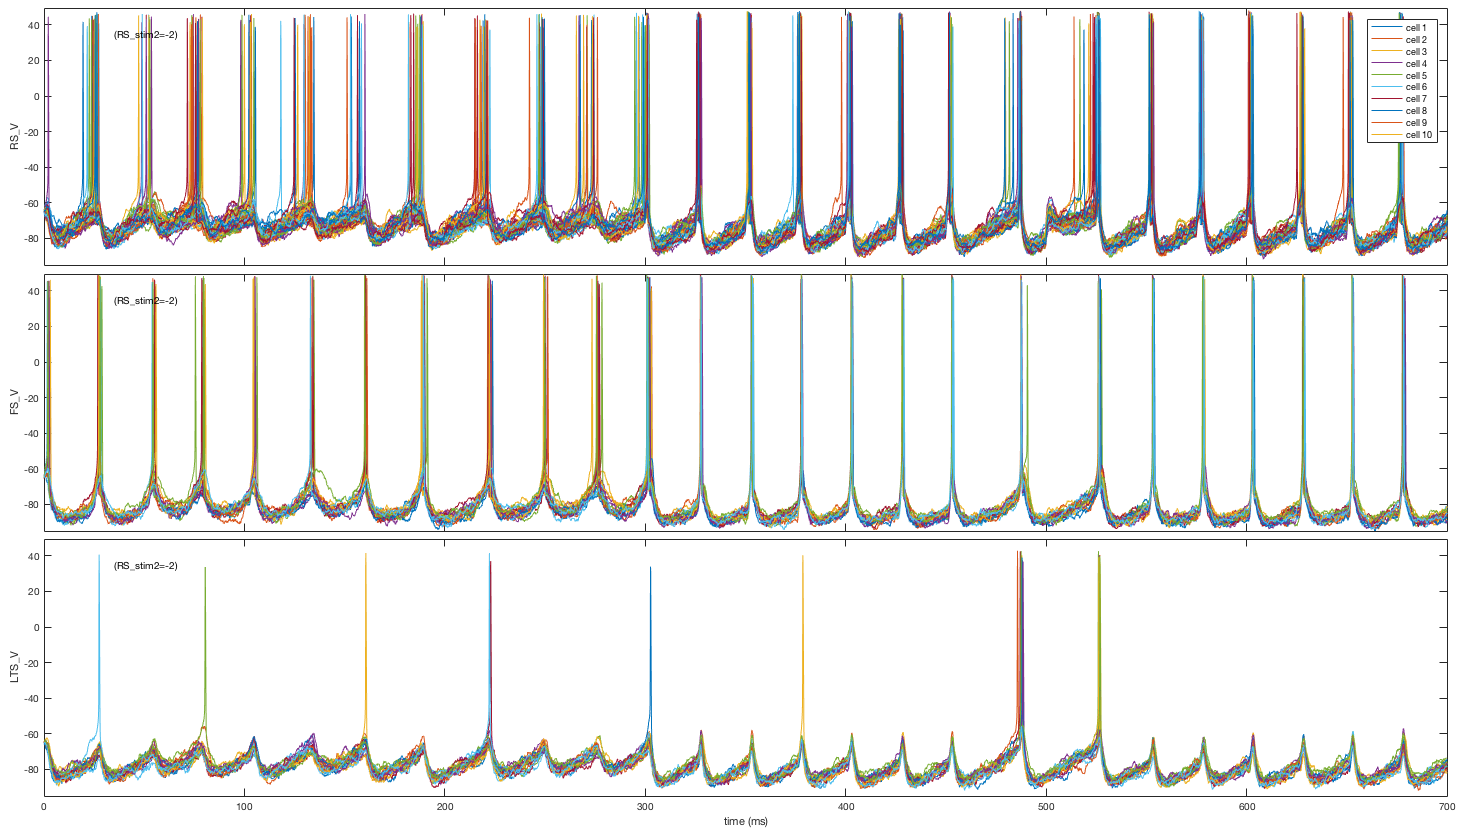 40
20
0
-20
-40
-60
-80
RS_V
(RS_stim2=-2)
cell 1
cell 2
cell 3
cell 4
cell 5
cell 6
cell 7
cell 8
cell 9
cell 10
40
20
0
-20
-40
-60
-80
FS_V
(RS_stim2=-2)
40
20
0
-20
-40
-60
-80
LTS_V
(RS_stim2=-2)
0 100 200 300 400 500 600 700
time (ms)